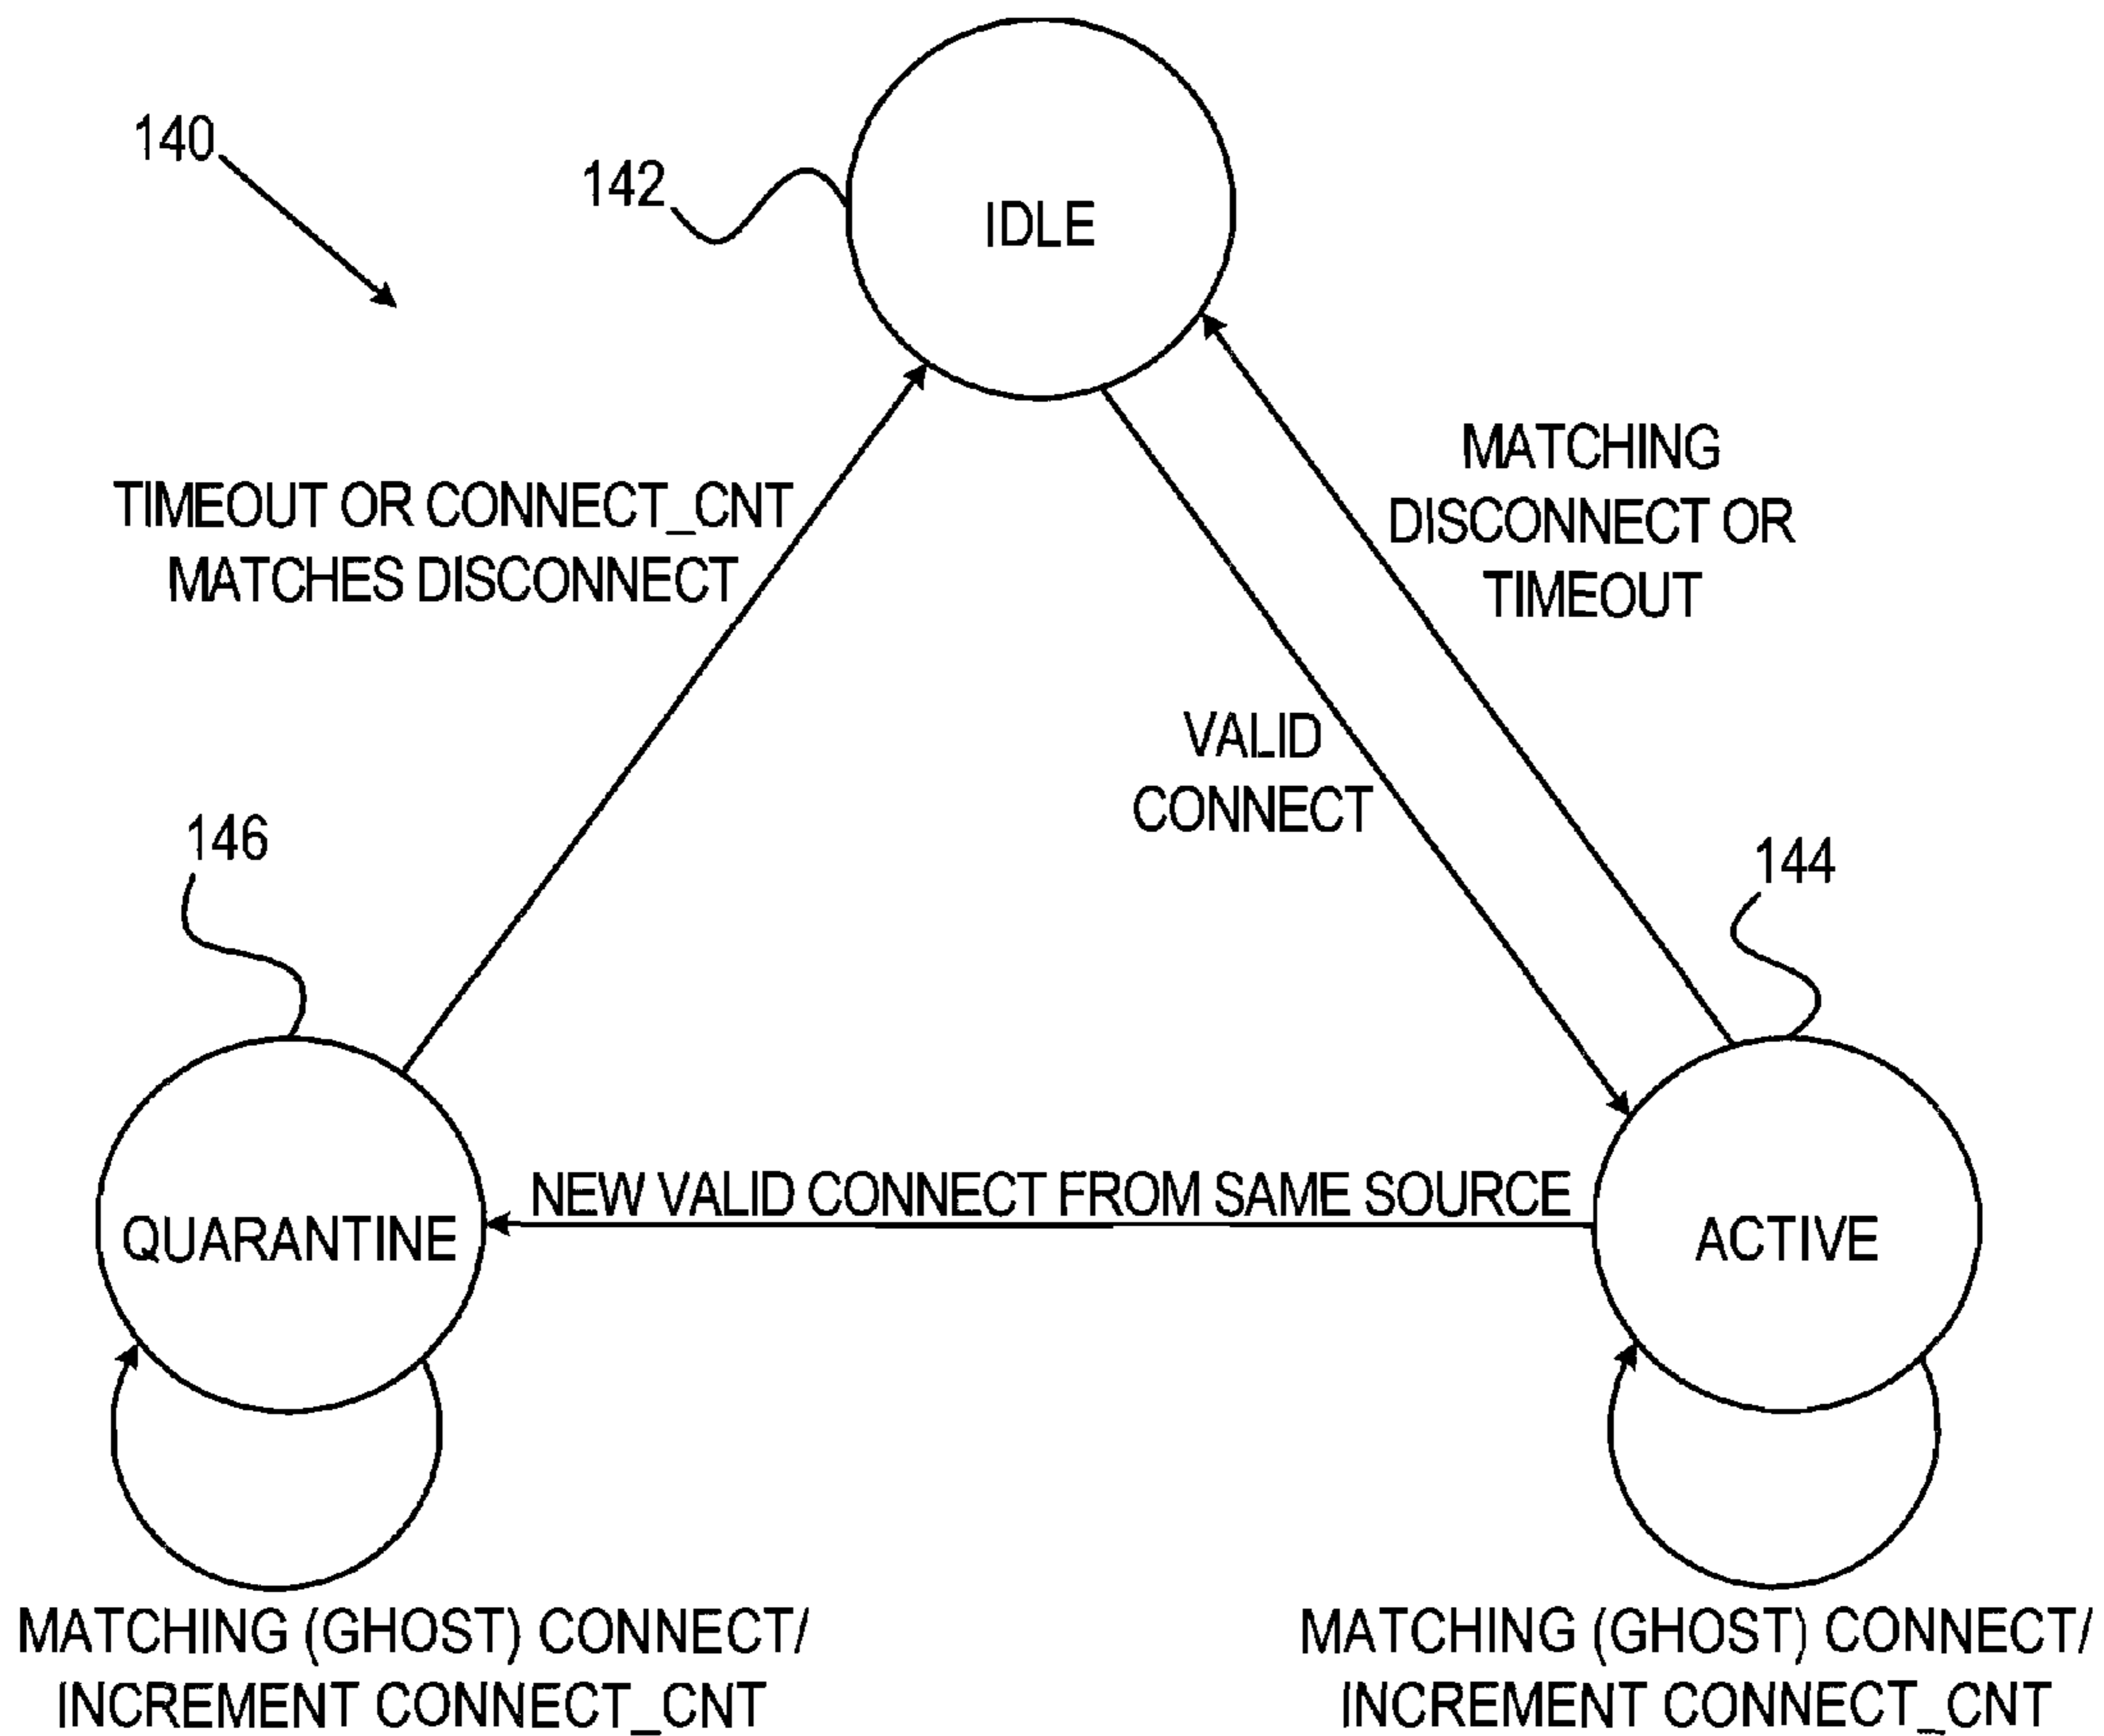 140
142
IDLE
MATCHING
DISCONNECT OR
TIMEOUT
TIMEOUT OR CONNECT_CNT
MATCHES DISCONNECT
VALID
CONNECT
146
144
NEW VALID CONNECT FROM SAME SOURCE
QUARANTINE
ACTIVE
MATCHING (GHOST) CONNECT/
INCREMENT CONNECT_CNT
MATCHING (GHOST) CONNECT/
INCREMENT CONNECT_CNT